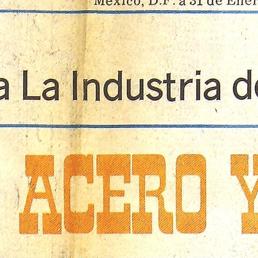 México, D.F. a 31 de Ener
a La Industria d
ACERO Y